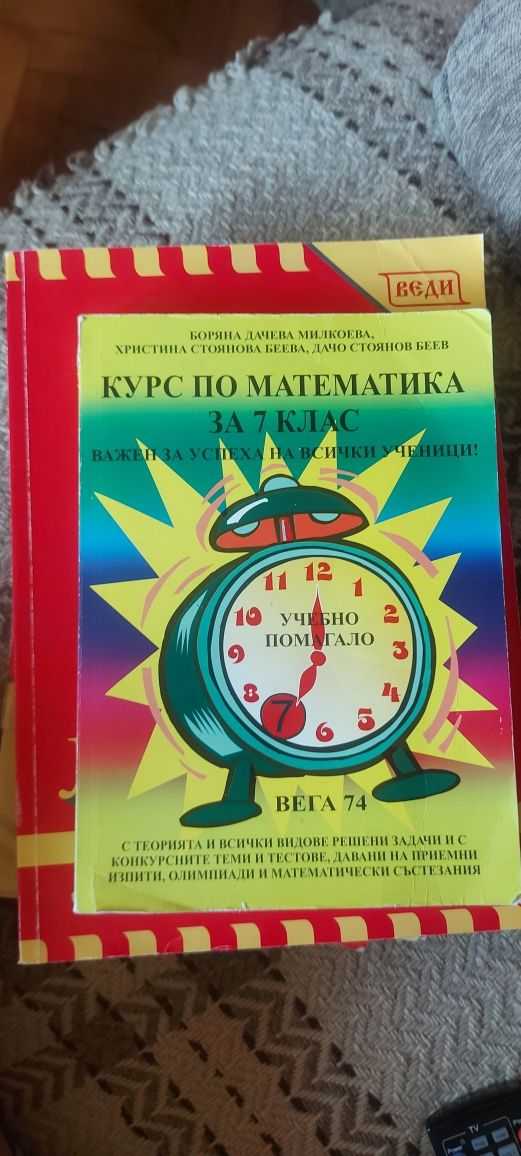 ВЕДИ
БОРЯНА ДАЧЕВА МИЛКОЕВА,
ХРИСТИНА СТОЯНОВА БЕЕВА, ДАЧО СТОЯНОВ БЕЕВ
КУРС ПО МАТЕМАТИКА
ЗА 7 КЛАС
ВАЖЕН ЗА УСПЕХА НА ВСИЧКИ УЧЕНИЦИ!
11 12 1
10 УЧЕБНО 2
ПОМАГАЛО
9 3
8 4
7 6 5
ВЕГА 74
С ТЕОРИЯТА И ВСИЧКИ ВИДОВЕ РЕШЕНИ ЗАДАЧИ И С
КОНКУРСНИТЕ ТЕМИ И ТЕСТОВЕ, ДАВАНИ НА ПРИЕМНИ
ИЗПИТИ, ОЛИМПИАДИ И МАТЕМАТИЧЕСКИ СЪСТЕЗАНИЯ
TV
Power